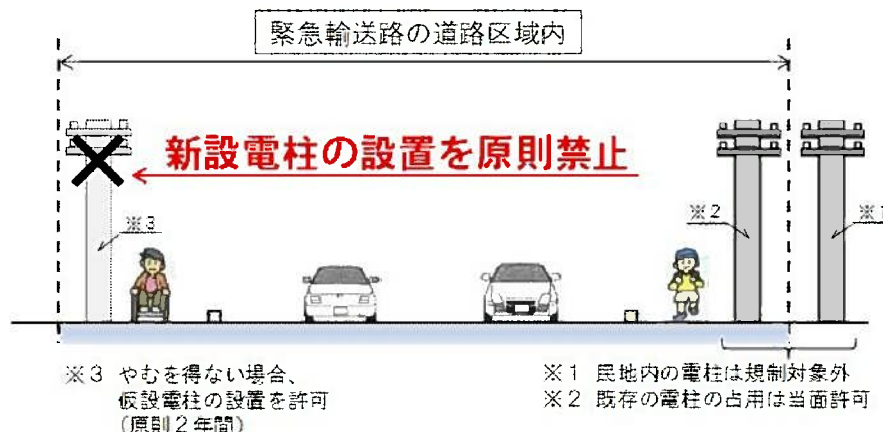 緊急輸送路の道路区域内
新設電柱の設置を原則禁止
※3
※2
※1
※3 やむを得ない場合、
仮設電柱の設置を許可
(原則2年間)
※1 民地内の電柱は規制対象外
※2 既存の電柱の占用は当面許可